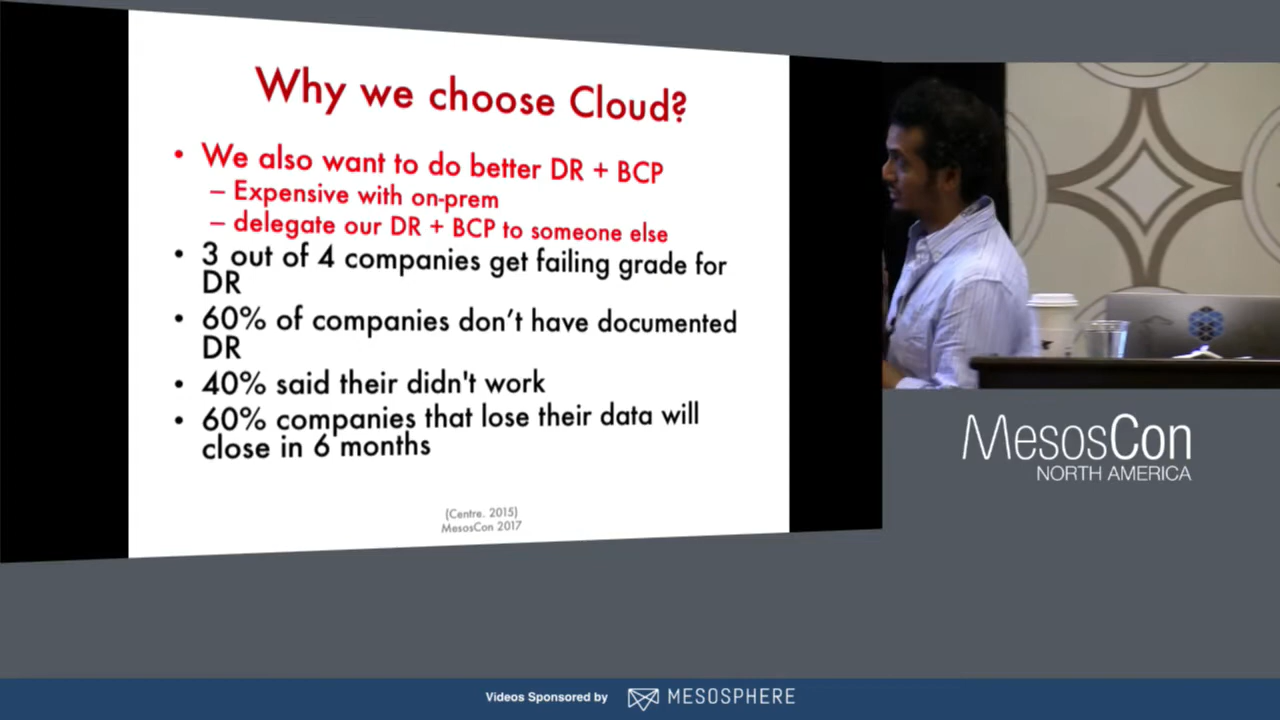 Why we choose Cloud?
• We also want to do better DR + BCP
– Expensive with on-prem
– delegate our DR + BCP to someone else
• 3 out of 4 companies get failing grade for
DR
• 60% of companies don’t have documented
DR
• 40% said their didn't work
• 60% companies that lose their data will
close in 6 months
(Centre. 2015)
MesosCon 2017
MesosCon
NORTH AMERICA
Videos Sponsored by
MESOSPHERE